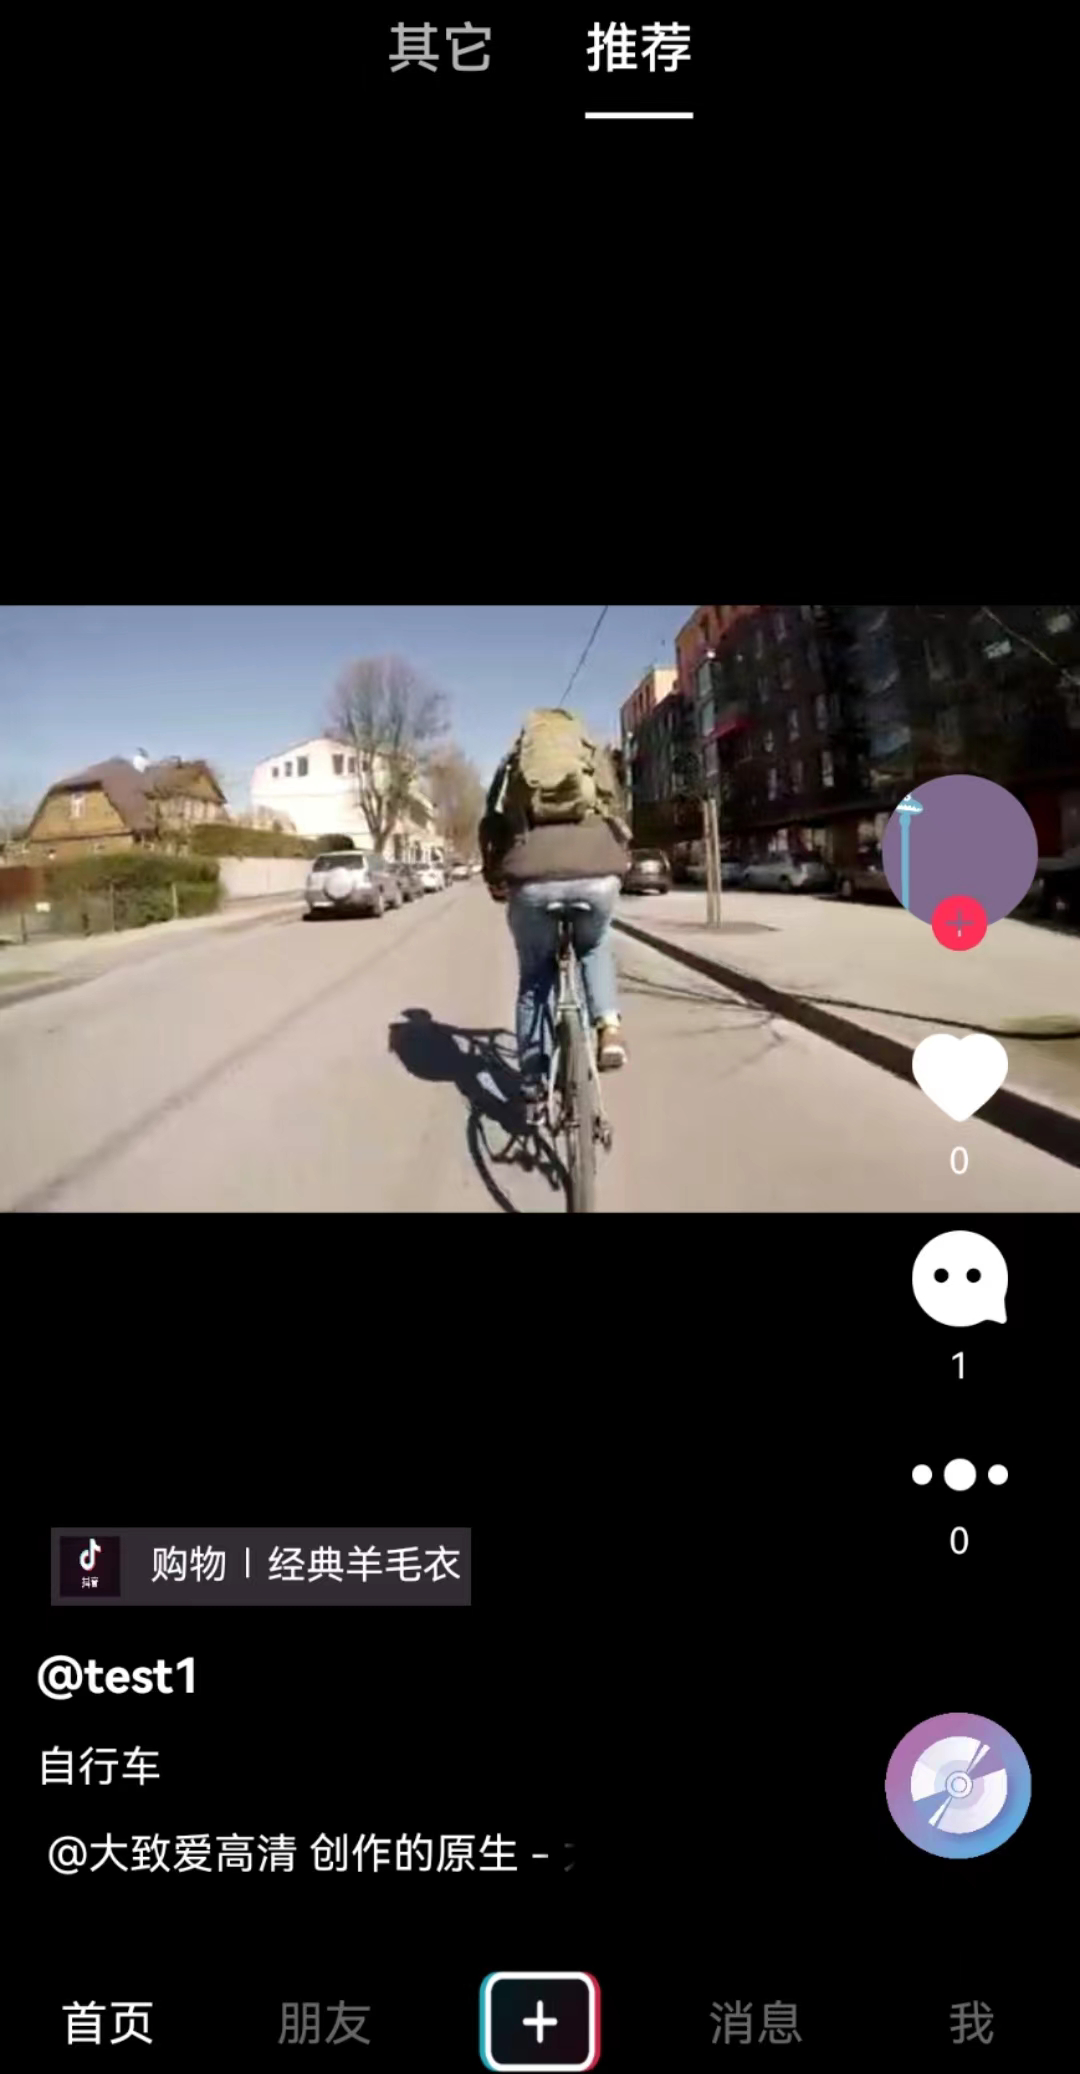 其它 推荐
0
1
0
抖音 购物 | 经典羊毛衣
@test1
自行车
@大致爱高清 创作的原生 -
首页 朋友 消息 我